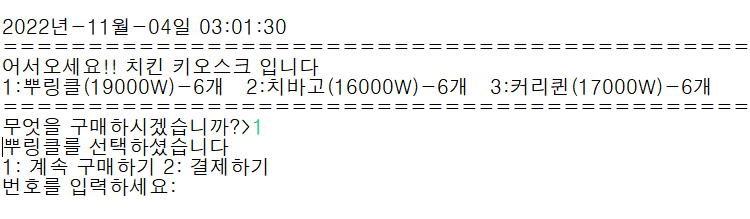 2022년-11월-04일 03:01:30
============================================
어서오세요!! 치킨 키오스크 입니다
1:뿌링클(19000W)-6개 2:치바고(16000W)-6개 3:커리퀸(17000W)-6개
============================================
무엇을 구매하시겠습니까?>1
뿌링클를 선택하셨습니다
1: 계속 구매하기 2: 결제하기
번호를 입력하세요: